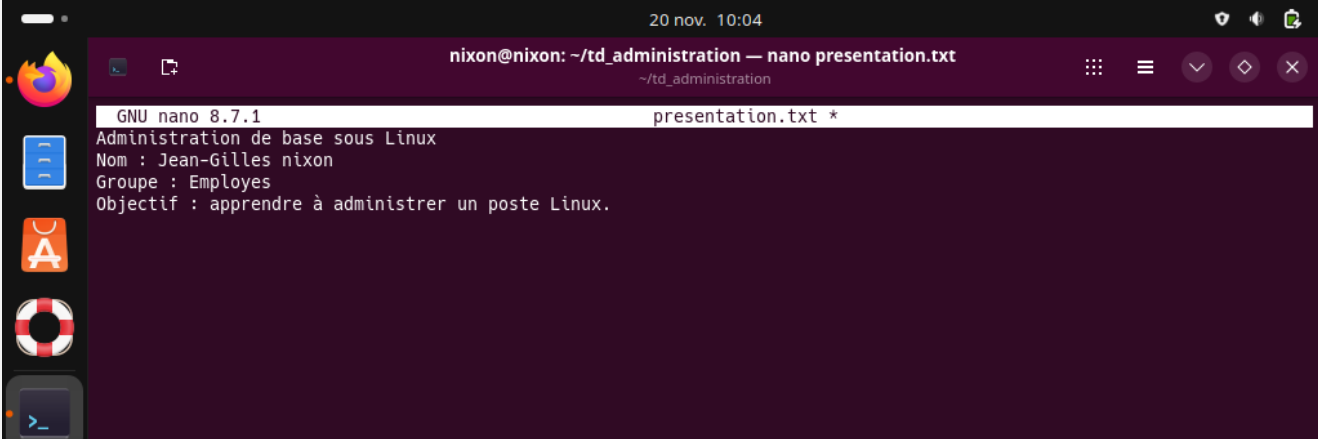 20 nov. 10:04
nixon@nixon: ~/td_administration — nano presentation.txt
~/td_administration
GNU nano 8.7.1 presentation.txt *
Administration de base sous Linux
Nom : Jean-Gilles nixon
Groupe : Employes
Objectif : apprendre à administrer un poste Linux.